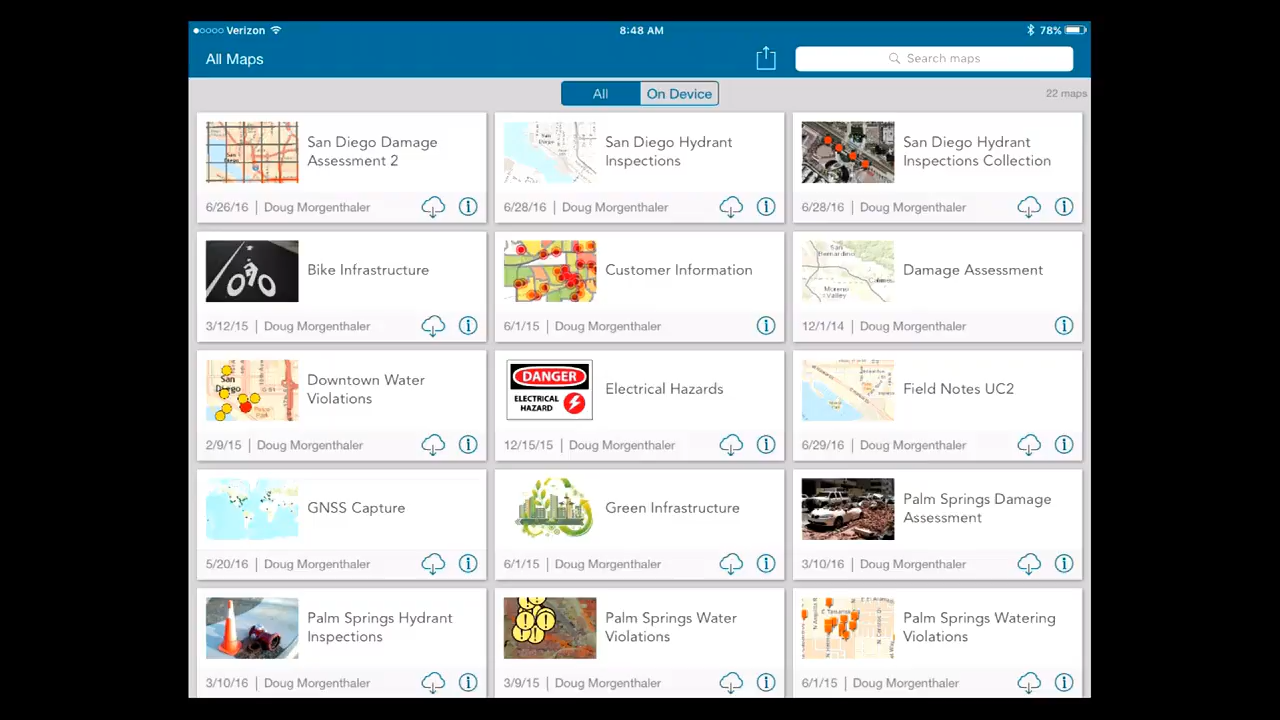 Verizon 8:48 AM 78%
All Maps Search maps
All On Device 22 maps
San Diego Damage Assessment 2
6/26/16 | Doug Morgenthaler
San Diego Hydrant Inspections
6/28/16 | Doug Morgenthaler
San Diego Hydrant Inspections Collection
6/28/16 | Doug Morgenthaler
Bike Infrastructure
3/12/15 | Doug Morgenthaler
Customer Information
6/1/15 | Doug Morgenthaler
San Bernardino
Moreno Valley
Damage Assessment
12/1/14 | Doug Morgenthaler
San Diego
Downtown Water Violations
2/9/15 | Doug Morgenthaler
DANGER
ELECTRICAL HAZARD
Electrical Hazards
12/15/15 | Doug Morgenthaler
Field Notes UC2
6/29/16 | Doug Morgenthaler
GNSS Capture
5/20/16 | Doug Morgenthaler
Green Infrastructure
6/1/15 | Doug Morgenthaler
Palm Springs Damage Assessment
3/10/16 | Doug Morgenthaler
Palm Springs Hydrant Inspections
3/10/16 | Doug Morgenthaler
Palm Springs Water Violations
3/9/15 | Doug Morgenthaler
Palm Springs Watering Violations
6/1/15 | Doug Morgenthaler